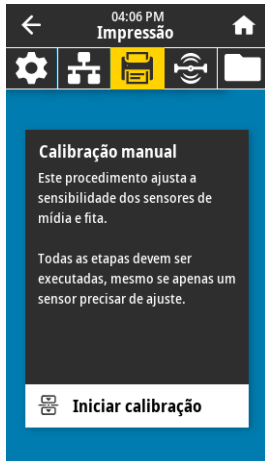 04:06 PM
Impressão
Calibração manual
Este procedimento ajusta a
sensibilidade dos sensores de
mídia e fita.
Todas as etapas devem ser
executadas, mesmo se apenas um
sensor precisar de ajuste.
Iniciar calibração